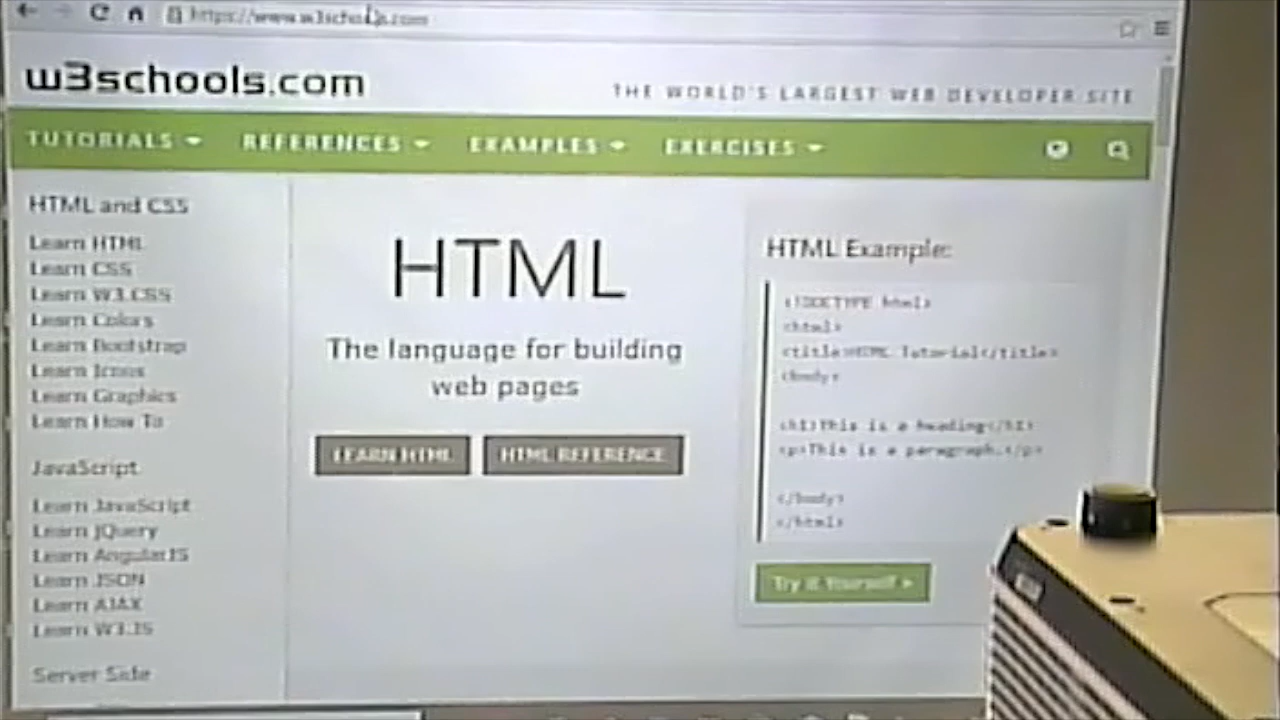 https://www.w3schools.com
w3schools.com
THE WORLD'S LARGEST WEB DEVELOPER SITE
TUTORIALS REFERENCES EXAMPLES EXERCISES
HTML and CSS
Learn HTML
Learn CSS
Learn W3.CSS
Learn Colors
Learn Bootstrap
Learn Icons
Learn Graphics
Learn How To
JavaScript
Learn JavaScript
Learn jQuery
Learn AngularJS
Learn JSON
Learn AJAX
Learn W3.JS
Server Side
HTML
The language for building
web pages
LEARN HTML HTML REFERENCE
HTML Example:
<!DOCTYPE html>
<html>
<title>HTML Tutorial</title>
<body>
<h1>This is a heading</h1>
<p>This is a paragraph.</p>
</body>
</html>
Try it Yourself »